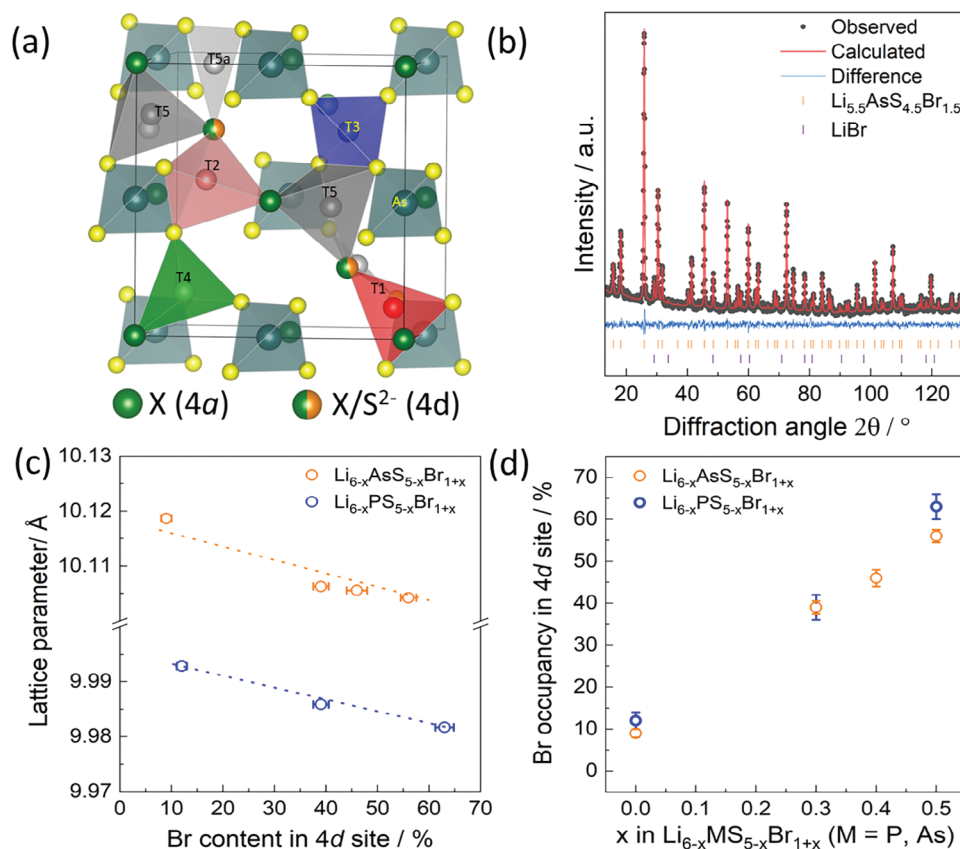 (a)
T5a
T5
T3
T2
T5
As
T4
T1
X (4a)
X/S²⁻ (4d)
(b)
Intensity / a.u.
Observed
Calculated
Difference
Li₅.₅AsS₄.₅Br₁.₅
LiBr
20 40 60 80 100 120
Diffraction angle 2θ / °
(c)
Lattice parameter/ Å
10.13
10.12
10.11
9.99
9.98
9.97
Li₆₋ₓAsS₅₋ₓBr₁₊ₓ
Li₆₋ₓPS₅₋ₓBr₁₊ₓ
0 10 20 30 40 50 60 70
Br content in 4d site / %
(d)
Br occupancy in 4d site / %
70
60
50
40
30
20
10
0
Li₆₋ₓAsS₅₋ₓBr₁₊ₓ
Li₆₋ₓPS₅₋ₓBr₁₊ₓ
0.0 0.1 0.2 0.3 0.4 0.5
x in Li₆₋ₓMS₅₋ₓBr₁₊ₓ (M = P, As)